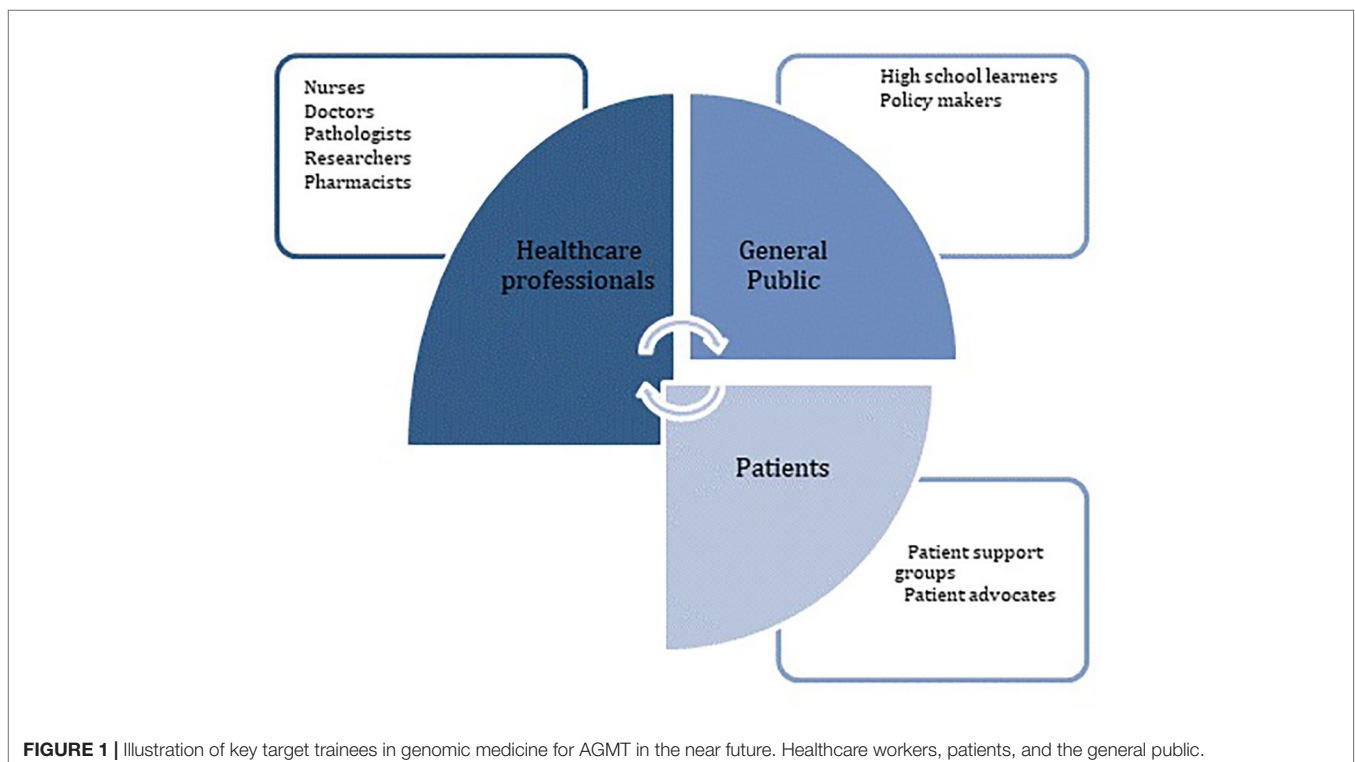 Nurses
Doctors
Pathologists
Researchers
Pharmacists
High school learners
Policy makers
Healthcare
professionals
General
Public
Patients
Patient support
groups
Patient advocates
FIGURE 1 | Illustration of key target trainees in genomic medicine for AGMT in the near future. Healthcare workers, patients, and the general public.